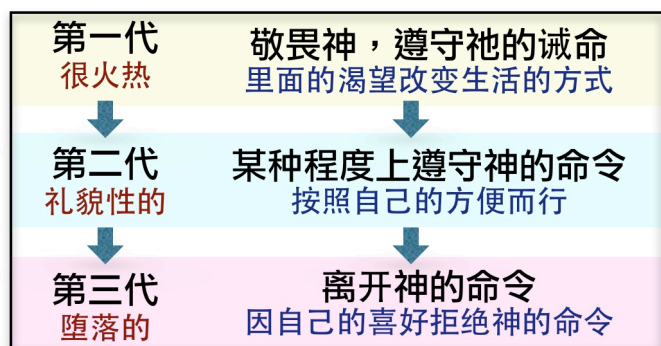 第一代
很火热
敬畏神，遵守祂的诫命
里面的渴望改变生活的方式
第二代
礼貌性的
某种程度上遵守神的命令
按照自己的方便而行
第三代
堕落的
离开神的命令
因自己的喜好拒绝神的命令